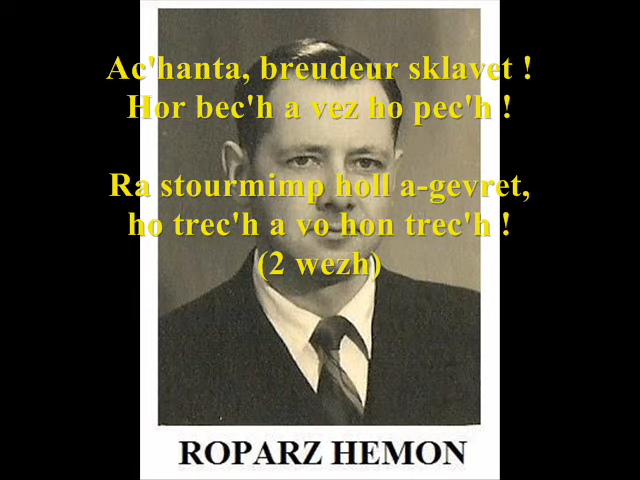 Ac'hanta, breudeur sklavet !
Hor bec'h a vez ho pec'h !
Ra stourmimp holl a-gevret,
ho trec'h a vo hon trec'h !
(2 wezh)
ROPARZ HEMON